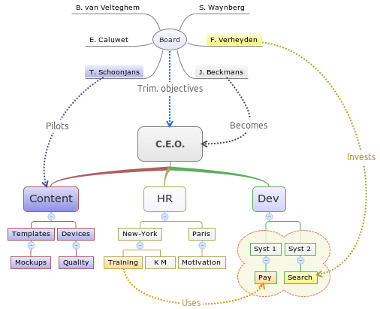 B. van Velteghem
S. Waynberg
E. Caluwet
Board
F. Verheyden
T. Schoonjans
J. Beckmans
Trim. objectives
Pilots
Becomes
C.E.O.
Invests
Content
HR
Dev
Templates
Devices
New-York
Paris
Syst 1
Syst 2
Mockups
Quality
Training
K M
Motivation
Pay
Search
Uses